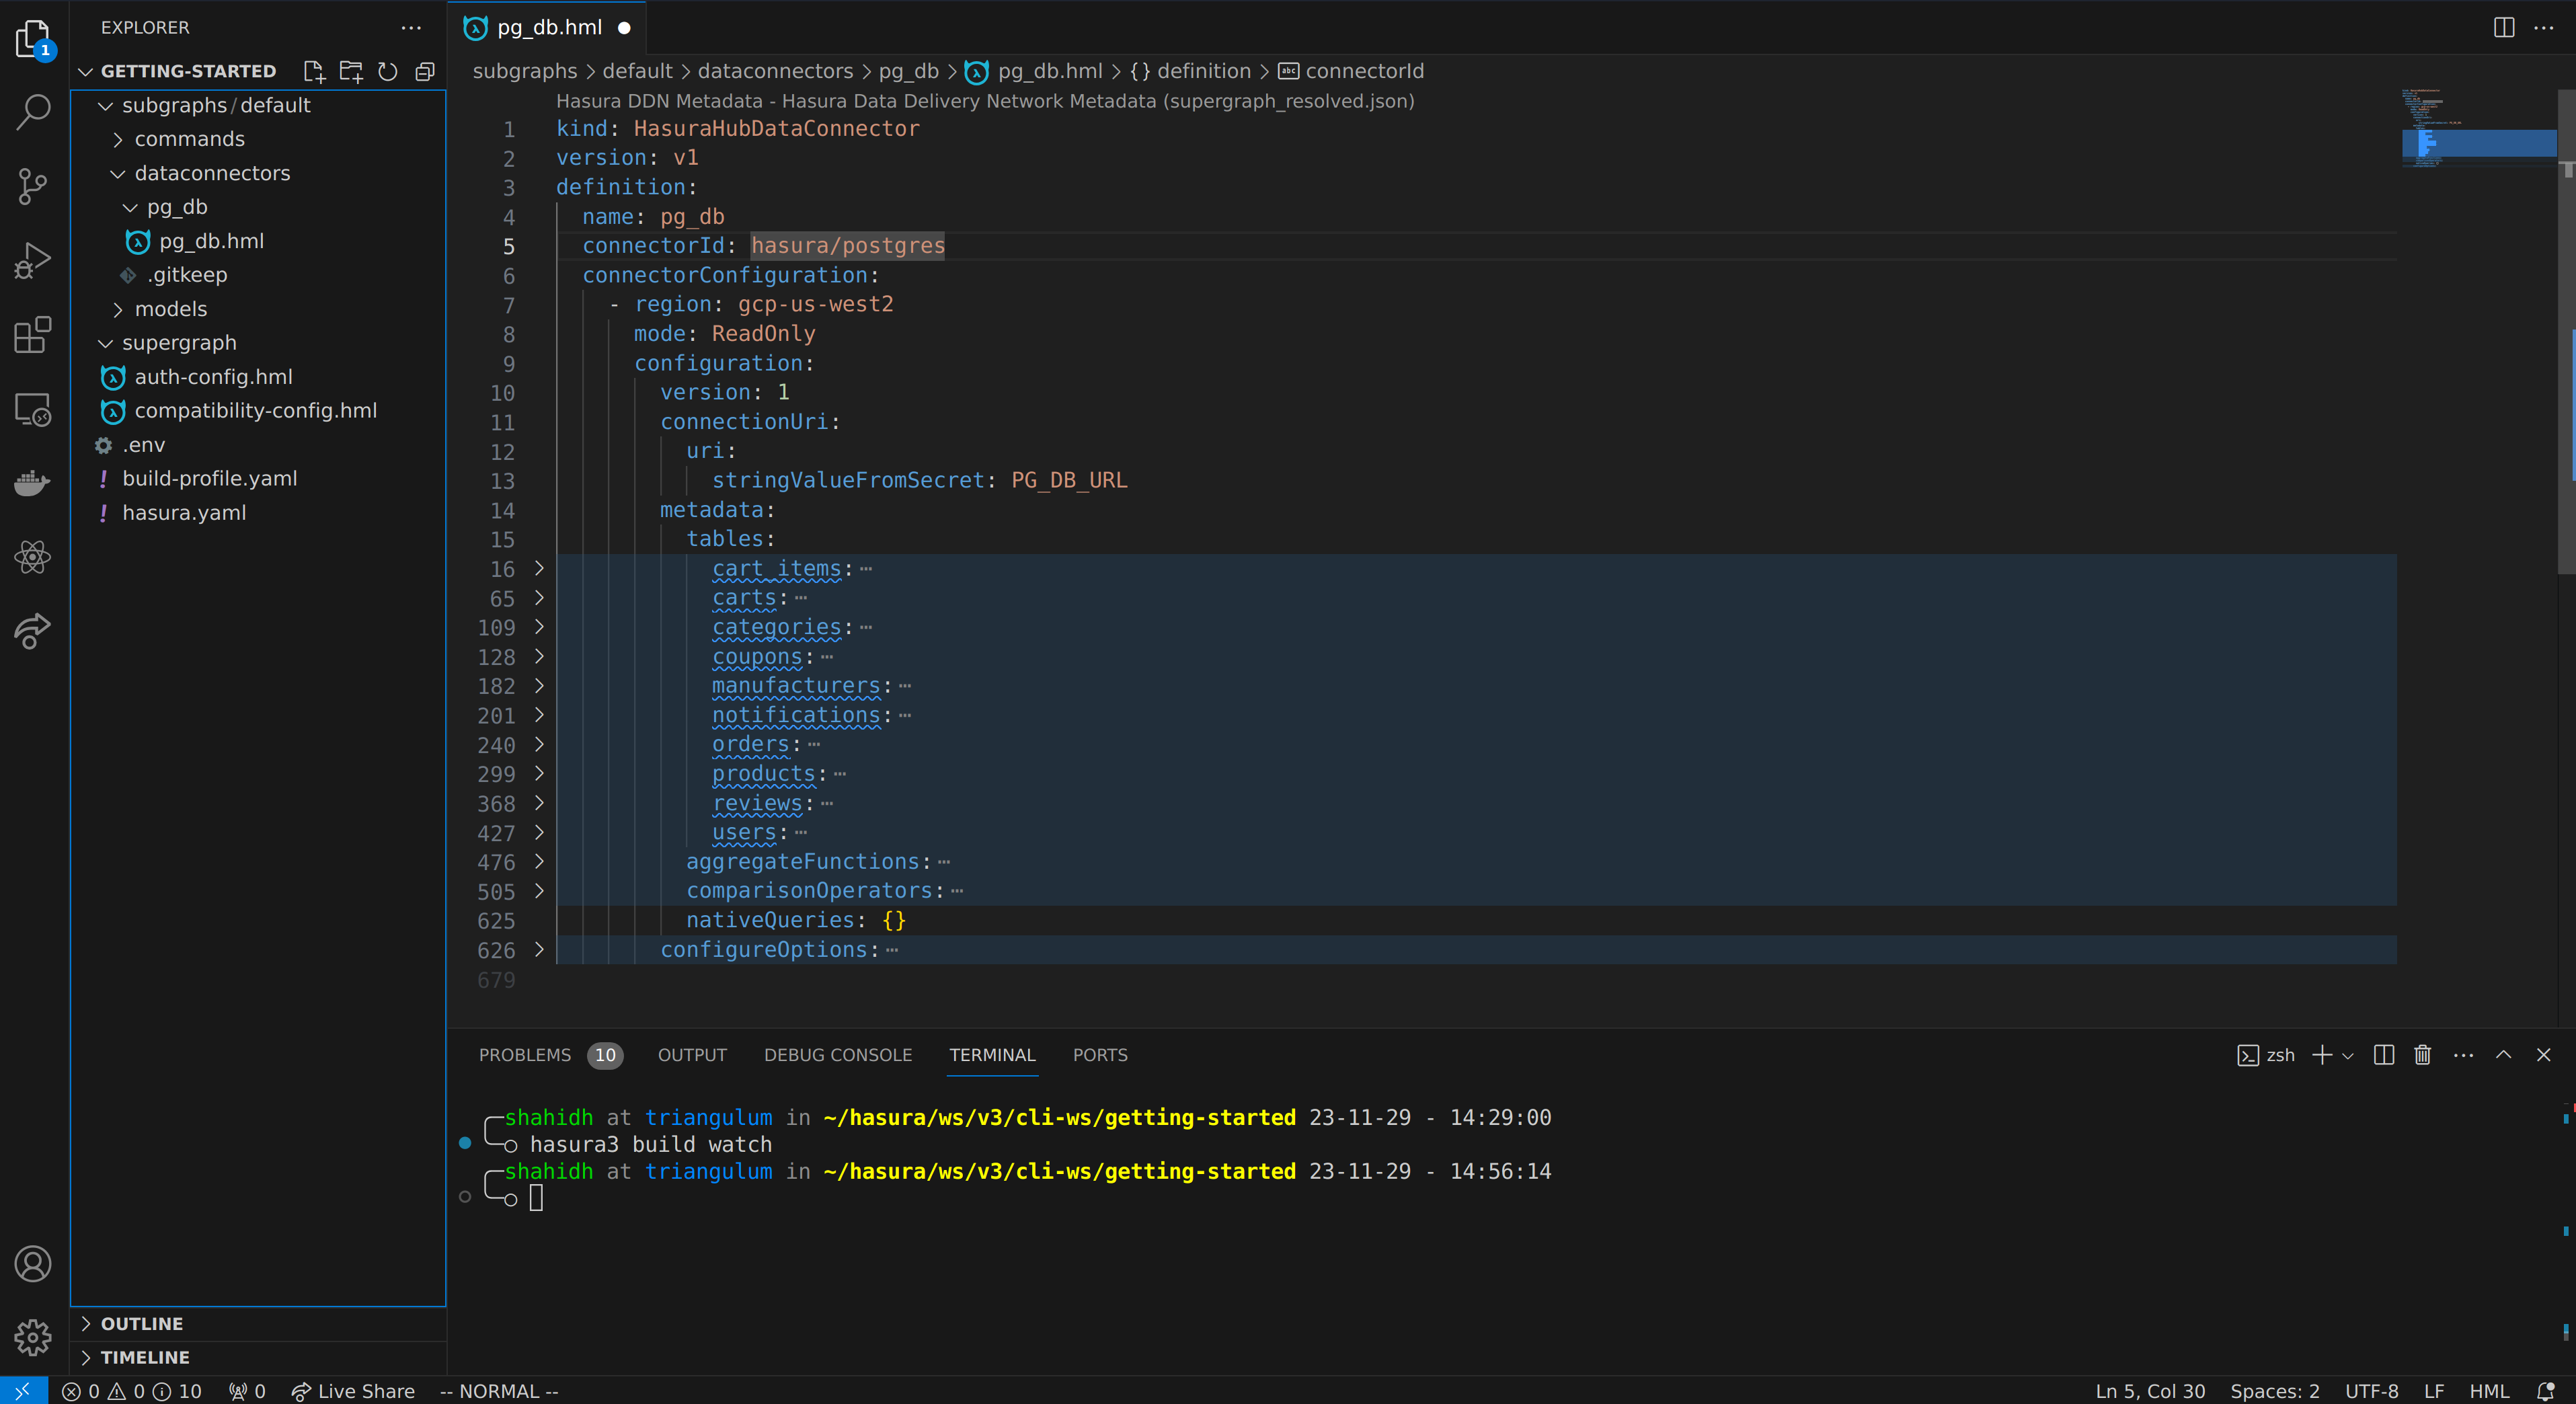 EXPLORER
1
GETTING-STARTED
subgraphs/default
commands
dataconnectors
pg_db
pg_db.hml
.gitkeep
models
supergraph
auth-config.hml
compatibility-config.hml
.env
! build-profile.yaml
! hasura.yaml
OUTLINE
TIMELINE
pg_db.hml
subgraphs > default > dataconnectors > pg_db > pg_db.hml > {} definition > abc connectorId
Hasura DDN Metadata - Hasura Data Delivery Network Metadata (supergraph_resolved.json)
1 kind: HasuraHubDataConnector
2 version: v1
3 definition:
4 name: pg_db
5 connectorId: hasura/postgres
6 connectorConfiguration:
7 - region: gcp-us-west2
8 mode: ReadOnly
9 configuration:
10 version: 1
11 connectionUri:
12 uri:
13 stringValueFromSecret: PG_DB_URL
14 metadata:
15 tables:
16 > cart_items: ⋯
65 > carts: ⋯
109 > categories: ⋯
128 > coupons: ⋯
182 > manufacturers: ⋯
201 > notifications: ⋯
240 > orders: ⋯
299 > products: ⋯
368 > reviews: ⋯
427 > users: ⋯
476 > aggregateFunctions: ⋯
505 > comparisonOperators: ⋯
625 nativeQueries: {}
626 > configureOptions: ⋯
679
PROBLEMS 10 OUTPUT DEBUG CONSOLE TERMINAL PORTS zsh
shahidh at triangulum in ~/hasura/ws/v3/cli-ws/getting-started 23-11-29 - 14:29:00
hasura3 build watch
shahidh at triangulum in ~/hasura/ws/v3/cli-ws/getting-started 23-11-29 - 14:56:14
0 0 10 0 Live Share -- NORMAL -- Ln 5, Col 30 Spaces: 2 UTF-8 LF HML